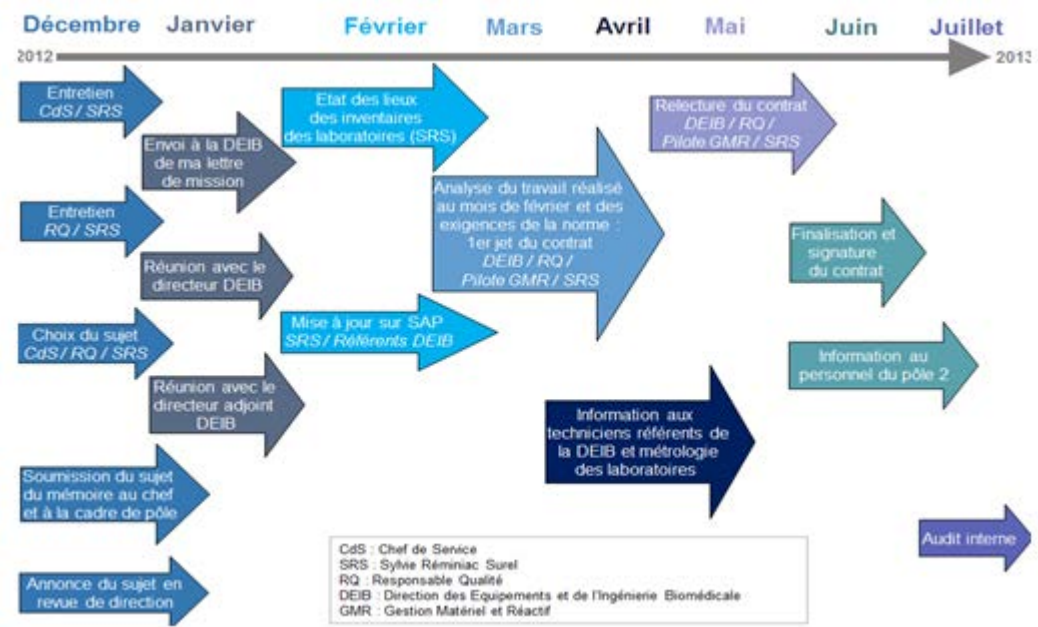 Décembre Janvier Février Mars Avril Mai Juin Juillet
2012 2013
Entretien
CdS / SRS
Envoi à la DEIB
de ma lettre
de mission
Entretien
RQ / SRS
Réunion avec le
directeur DEIB
Choix du sujet
CdS / RQ / SRS
Réunion avec le
directeur adjoint
DEIB
Soumission du sujet
du mémoire au chef
et à la cadre de pôle
Annonce du sujet en
revue de direction
Etat des lieux
des inventaires
des laboratoires (SRS)
Mise à jour sur SAP
SRS / Référents DEIB
Analyse du travail réalisé
au mois de février et des
exigences de la norme :
1er jet du contrat
DEIB / RQ /
Pilote GMR / SRS
Information aux
techniciens référents de
la DEIB et métrologie
des laboratoires
Relecture du contrat
DEIB / RQ /
Pilote GMR / SRS
Finalisation et
signature
du contrat
Information au
personnel du pôle 2
Audit interne
CdS : Chef de Service
SRS : Sylvie Réminiac Surel
RQ : Responsable Qualité
DEIB : Direction des Equipements et de l'Ingénierie Biomédicale
GMR : Gestion Matériel et Réactif